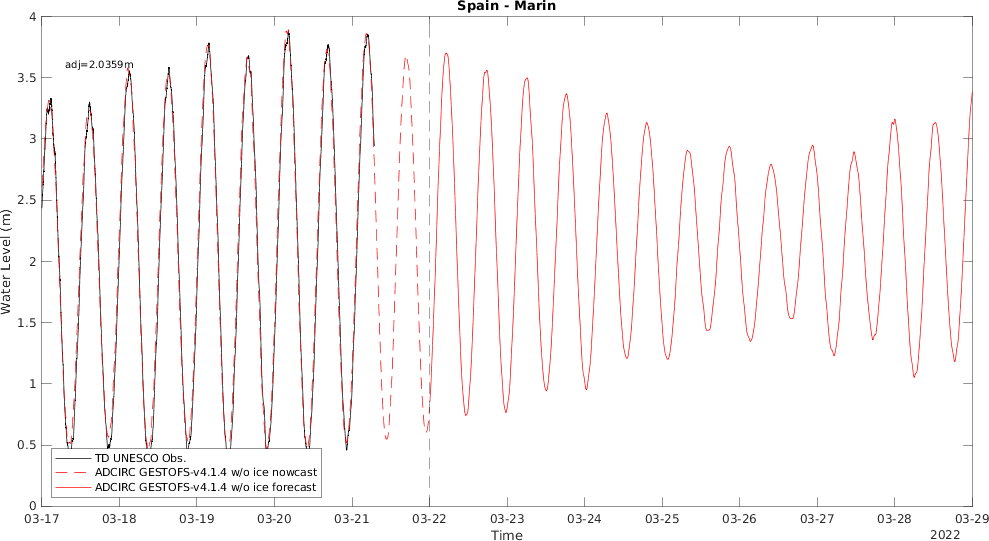 Spain - Marin
4
adj=2.0359m
3.5
3
2.5
Water Level (m)
2
1.5
1
0.5
TD UNESCO Obs.
ADCIRC GESTOFS-v4.1.4 w/o ice nowcast
ADCIRC GESTOFS-v4.1.4 w/o ice forecast
0
03-17 03-18 03-19 03-20 03-21 03-22 03-23 03-24 03-25 03-26 03-27 03-28 03-29
Time
2022